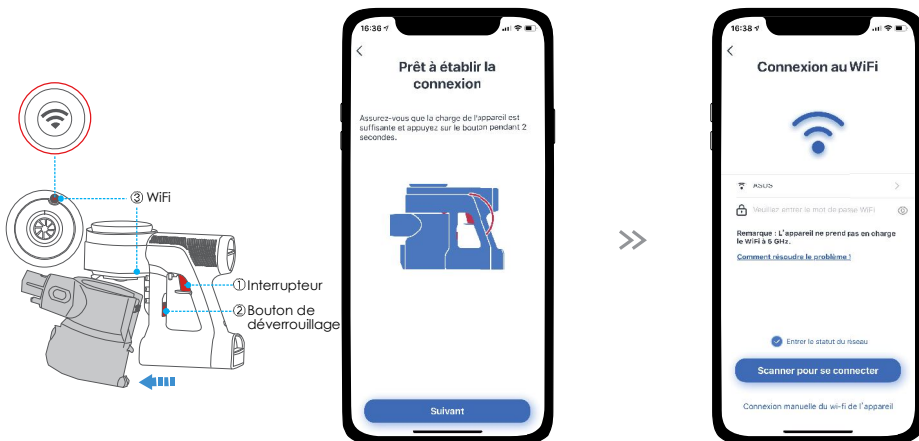 ③ WiFi
① Interrupteur
② Bouton de
déverrouillage
16:36
Prêt à établir la
connexion
Assurez-vous que la charge de l'appareil est
suffisante et appuyez sur le bouton pendant 2
secondes.
Suivant
16:38
Connexion au WiFi
ASUS
Veuillez entrer le mot de passe WiFi
Remarque : L'appareil ne prend pas en charge
le WiFi à 5 GHz.
Comment résoudre le problème !
Entrer le statut du réseau
Scanner pour se connecter
Connexion manuelle du wi-fi de l'appareil